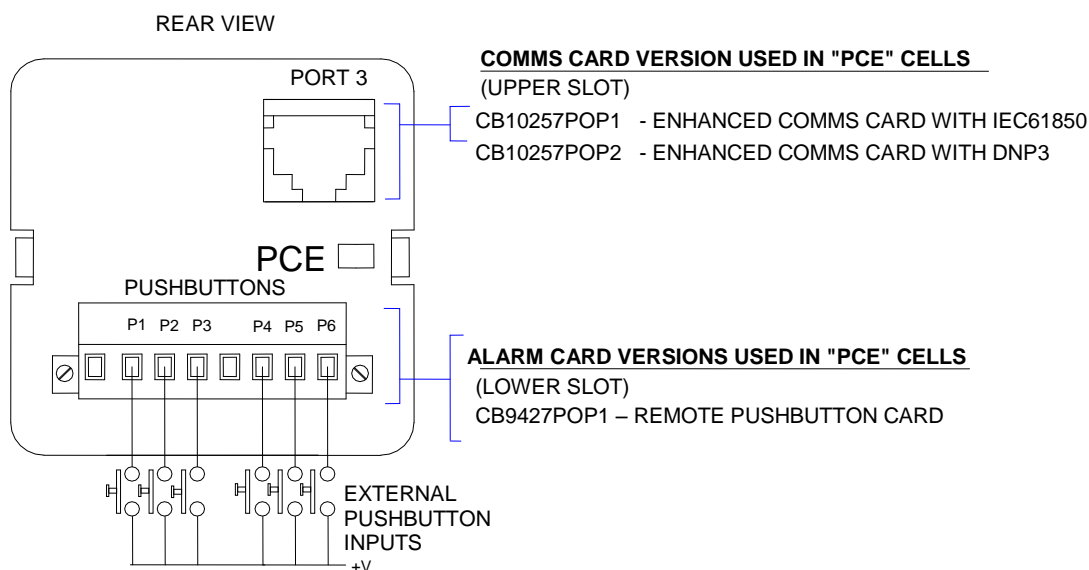 REAR VIEW
PORT 3
COMMS CARD VERSION USED IN "PCE" CELLS
(UPPER SLOT)
CB10257POP1 - ENHANCED COMMS CARD WITH IEC61850
CB10257POP2 - ENHANCED COMMS CARD WITH DNP3
PCE
PUSHBUTTONS
P1 P2 P3 P4 P5 P6
ALARM CARD VERSIONS USED IN "PCE" CELLS
(LOWER SLOT)
CB9427POP1 – REMOTE PUSHBUTTON CARD
EXTERNAL
PUSHBUTTON
INPUTS
+V